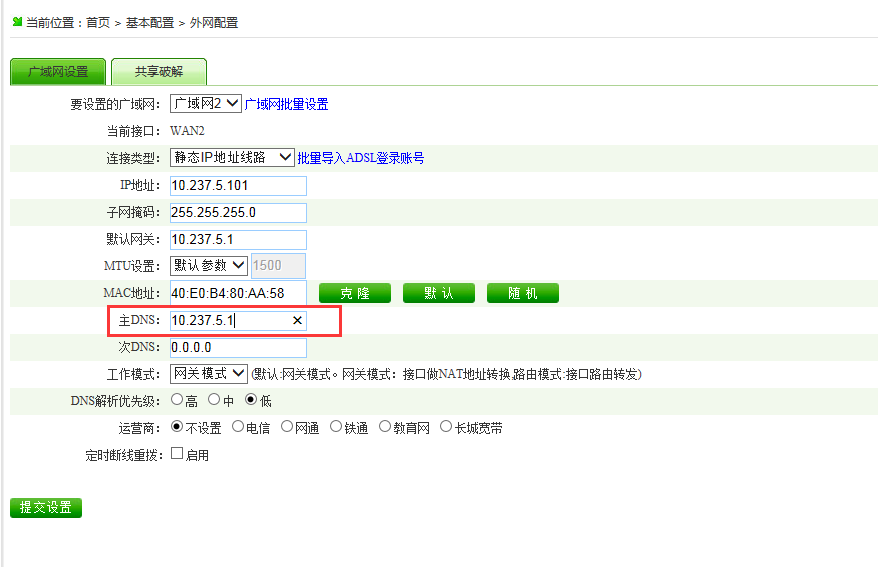 当前位置：首页 > 基本配置 > 外网配置
广域网设置 共享破解
要设置的广域网： 广域网2 广域网批量设置
当前接口： WAN2
连接类型： 静态IP地址线路 批量导入ADSL登录账号
IP地址： 10.237.5.101
子网掩码： 255.255.255.0
默认网关： 10.237.5.1
MTU设置： 默认参数 1500
MAC地址： 40:E0:B4:80:AA:58 克隆 默认 随机
主DNS： 10.237.5.1
次DNS： 0.0.0.0
工作模式： 网关模式 (默认:网关模式。网关模式：接口做NAT地址转换,路由模式:接口路由转发)
DNS解析优先级： 高 中 低
运营商： 不设置 电信 网通 铁通 教育网 长城宽带
定时断线重拨： 启用
提交设置